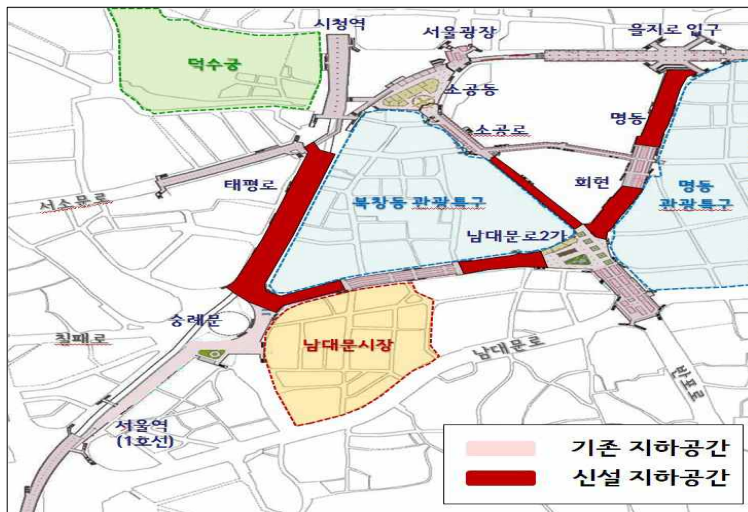 시청역
서울광장
을지로 입구
덕수궁
소공동
소공로
명동
태평로
회현
서소문로
북창동 관광특구
명동
관광특구
남대문로2가
숭례문
칠패로
남대문시장
남대문로
반포로
서울역
(1호선)
기존 지하공간
신설 지하공간